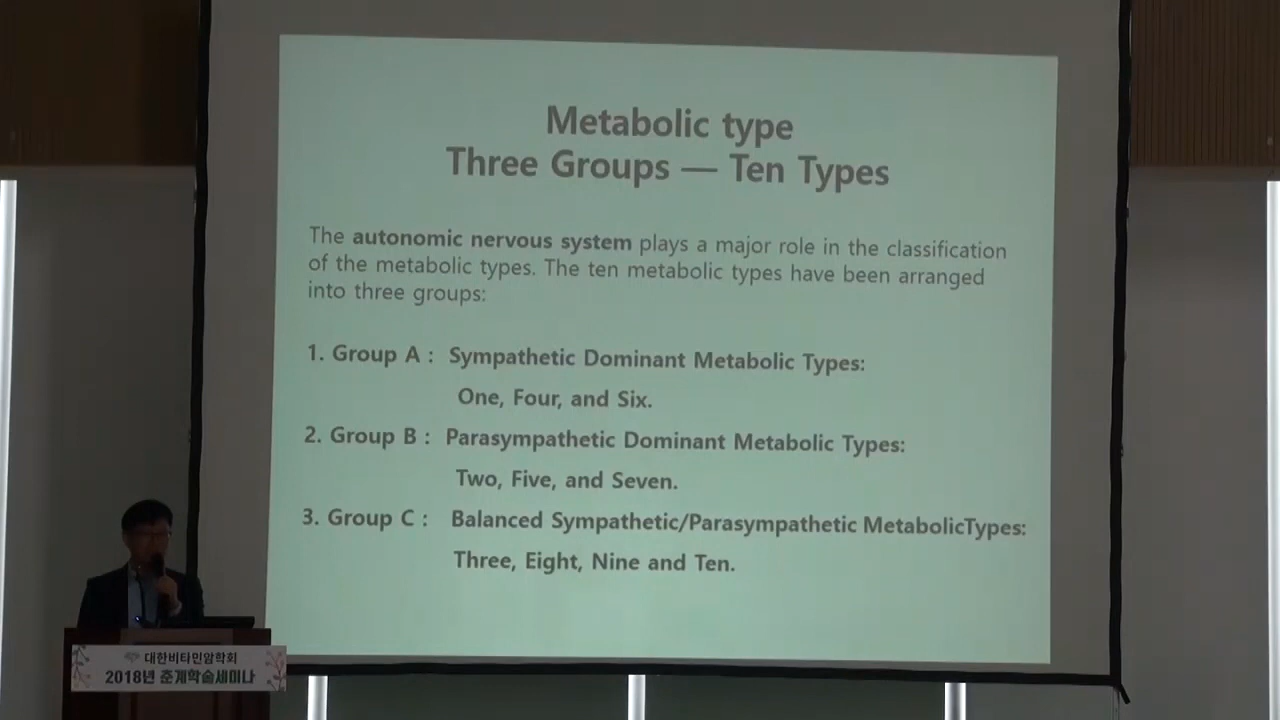 Metabolic type
Three Groups — Ten Types
The autonomic nervous system plays a major role in the classification
of the metabolic types. The ten metabolic types have been arranged
into three groups:
1. Group A : Sympathetic Dominant Metabolic Types:
One, Four, and Six.
2. Group B : Parasympathetic Dominant Metabolic Types:
Two, Five, and Seven.
3. Group C : Balanced Sympathetic/Parasympathetic MetabolicTypes:
Three, Eight, Nine and Ten.
대한비타민암학회
2018년 춘계학술세미나